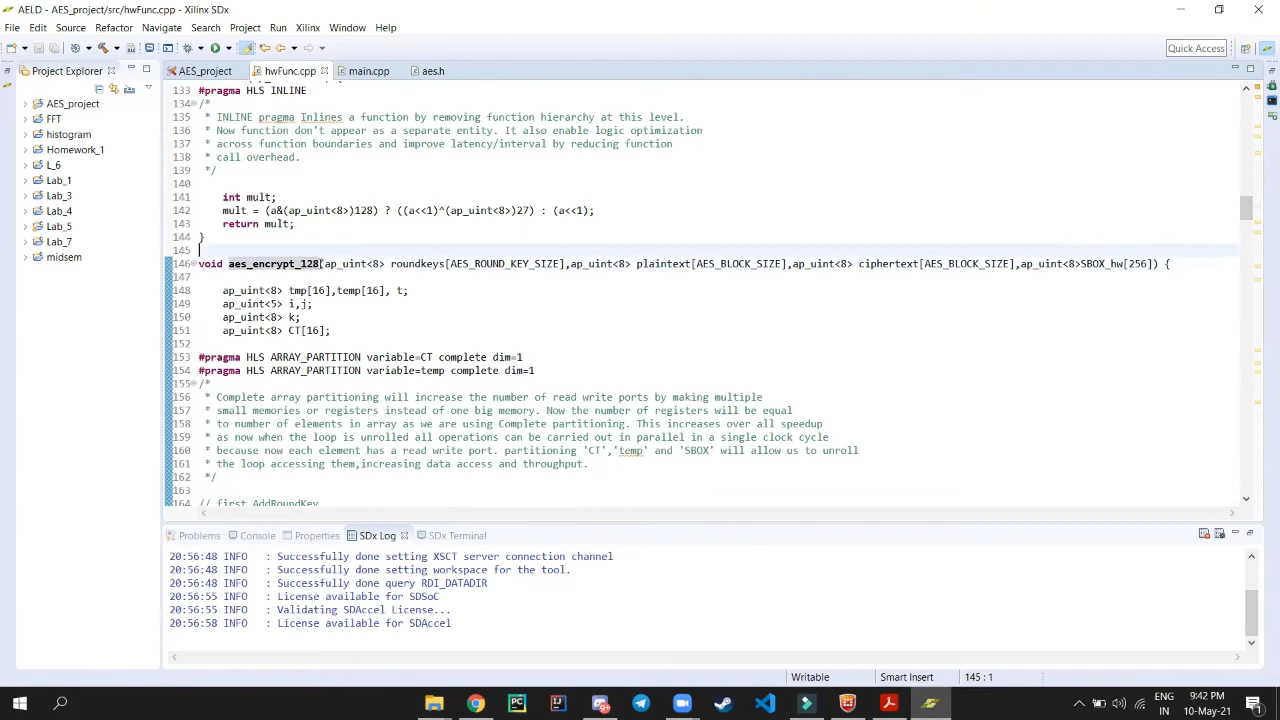 AELD - AES_project/src/hwFunc.cpp - Xilinx SDx
File Edit Source Refactor Navigate Search Project Run Xilinx Window Help
Quick Access
Project Explorer
AES_project hwFunc.cpp main.cpp aes.h
AES_project
FFT
histogram
Homework_1
L_6
Lab_1
Lab_3
Lab_4
Lab_5
Lab_7
midsem
133 #pragma HLS INLINE
134 /*
135 * INLINE pragma Inlines a function by removing function hierarchy at this level.
136 * Now function don't appear as a separate entity. It also enable logic optimization
137 * across function boundaries and improve latency/interval by reducing function
138 * call overhead.
139 */
140
141 int mult;
142 mult = (a&(ap_uint<8>)128) ? ((a<<1)^(ap_uint<8>)27) : (a<<1);
143 return mult;
144 }
145
146 void aes_encrypt_128(ap_uint<8> roundkeys[AES_ROUND_KEY_SIZE],ap_uint<8> plaintext[AES_BLOCK_SIZE],ap_uint<8> ciphertext[AES_BLOCK_SIZE],ap_uint<8>SBOX_hw[256]) {
147
148 ap_uint<8> tmp[16],temp[16], t;
149 ap_uint<5> i,j;
150 ap_uint<8> k;
151 ap_uint<8> CT[16];
152
153 #pragma HLS ARRAY_PARTITION variable=CT complete dim=1
154 #pragma HLS ARRAY_PARTITION variable=temp complete dim=1
155 /*
156 * Complete array partitioning will increase the number of read write ports by making multiple
157 * small memories or registers instead of one big memory. Now the number of registers will be equal
158 * to number of elements in array as we are using Complete partitioning. This increases over all speedup
159 * as now when the loop is unrolled all operations can be carried out in parallel in a single clock cycle
160 * because now each element has a read write port. partitioning 'CT','temp' and 'SBOX' will allow us to unroll
161 * the loop accessing them,increasing data access and throughput.
162 */
163
164 // first AddRoundKey
Problems Console Properties SDx Log SDx Terminal
20:56:48 INFO : Successfully done setting XSCT server connection channel
20:56:48 INFO : Successfully done setting workspace for the tool.
20:56:48 INFO : Successfully done query RDI_DATADIR
20:56:55 INFO : License available for SDSoC
20:56:55 INFO : Validating SDAccel License...
20:56:58 INFO : License available for SDAccel
Writable Smart Insert 145 : 1
ENG 9:42 PM
IN 10-May-21